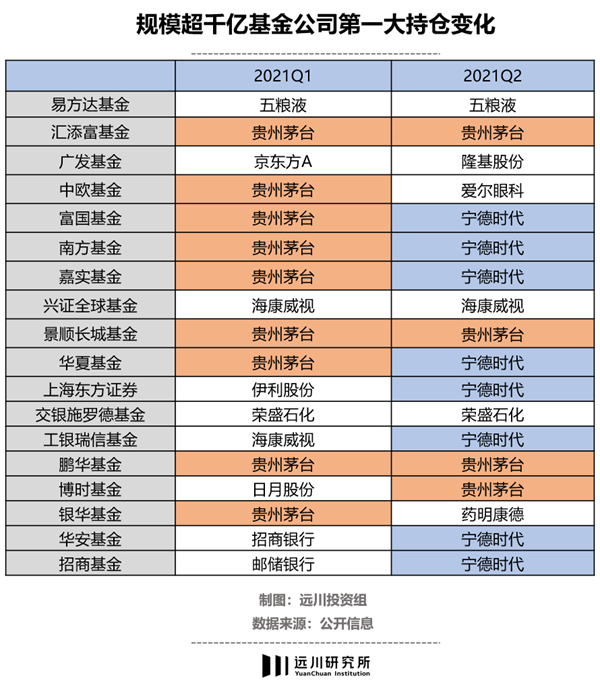 规模超千亿基金公司第一大持仓变化
2021Q1 2021Q2
易方达基金 五粮液 五粮液
汇添富基金 贵州茅台 贵州茅台
广发基金 京东方A 隆基股份
中欧基金 贵州茅台 爱尔眼科
富国基金 贵州茅台 宁德时代
南方基金 贵州茅台 宁德时代
嘉实基金 贵州茅台 宁德时代
兴证全球基金 海康威视 海康威视
景顺长城基金 贵州茅台 贵州茅台
华夏基金 贵州茅台 宁德时代
上海东方证券 伊利股份 宁德时代
交银施罗德基金 荣盛石化 荣盛石化
工银瑞信基金 海康威视 宁德时代
鹏华基金 贵州茅台 贵州茅台
博时基金 日月股份 贵州茅台
银华基金 贵州茅台 药明康德
华安基金 招商银行 宁德时代
招商基金 邮储银行 宁德时代
制图：远川投资组
数据来源：公开信息
远川研究所
YuanChuan Institution